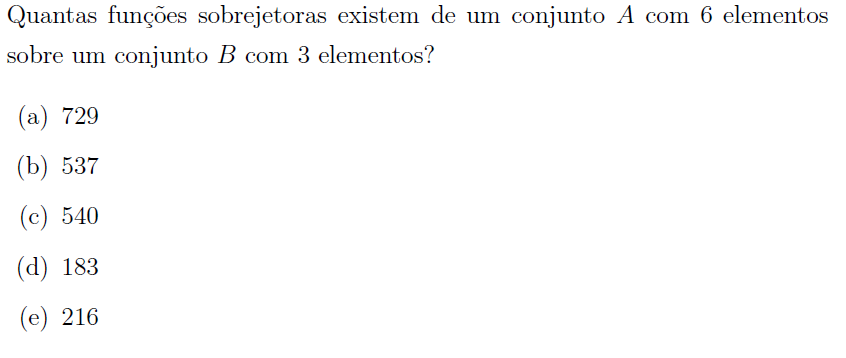 Quantas funções sobrejetoras existem de um conjunto A com 6 elementos
sobre um conjunto B com 3 elementos?
(a) 729
(b) 537
(c) 540
(d) 183
(e) 216